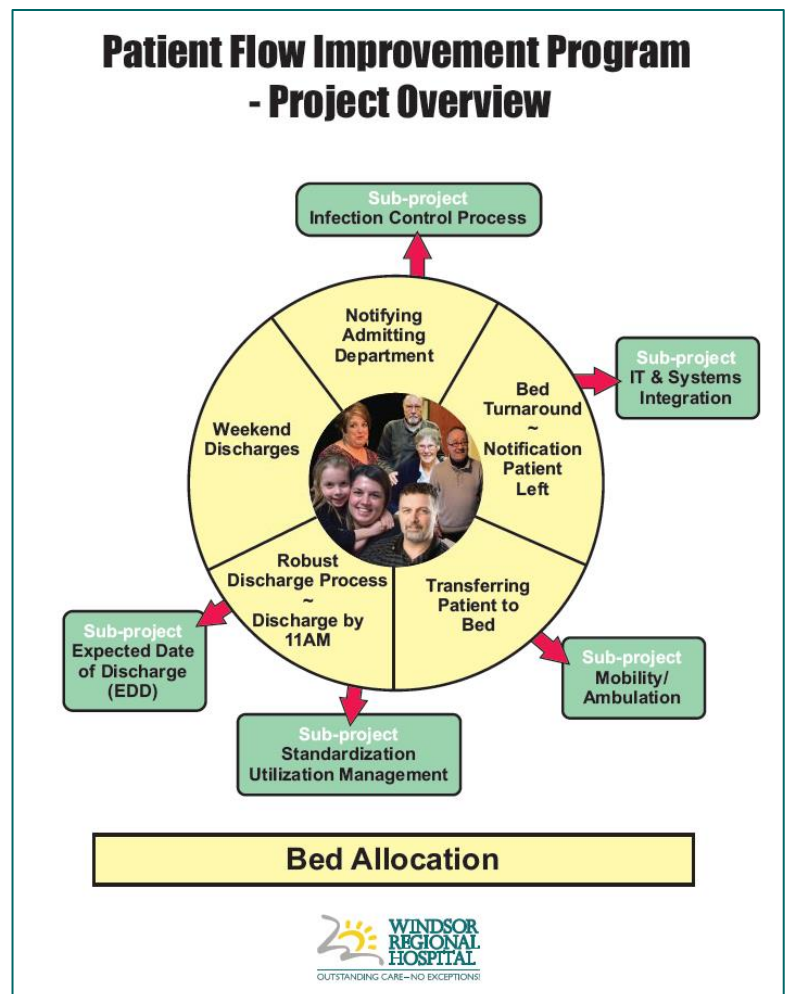 Patient Flow Improvement Program
- Project Overview
Sub-project
Infection Control Process
Notifying
Admitting
Department
Sub-project
IT & Systems
Integration
Bed
Turnaround
~
Notification
Patient
Left
Weekend
Discharges
Robust
Discharge Process
~
Discharge by
11AM
Transferring
Patient to
Bed
Sub-project
Expected Date
of Discharge
(EDD)
Sub-project
Mobility/
Ambulation
Sub-project
Standardization
Utilization Management
Bed Allocation
WINDSOR
REGIONAL
HOSPITAL
OUTSTANDING CARE–NO EXCEPTIONS!